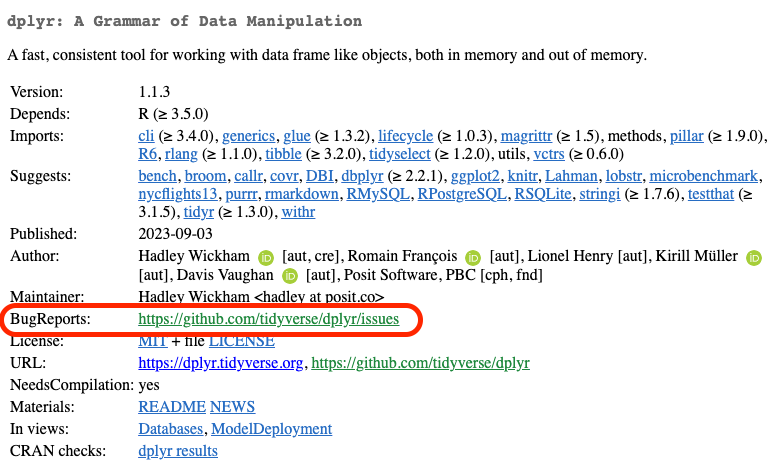 dplyr: A Grammar of Data Manipulation
A fast, consistent tool for working with data frame like objects, both in memory and out of memory.
Version: 1.1.3
Depends: R (≥ 3.5.0)
Imports: cli (≥ 3.4.0), generics, glue (≥ 1.3.2), lifecycle (≥ 1.0.3), magrittr (≥ 1.5), methods, pillar (≥ 1.9.0),
R6, rlang (≥ 1.1.0), tibble (≥ 3.2.0), tidyselect (≥ 1.2.0), utils, vctrs (≥ 0.6.0)
Suggests: bench, broom, callr, covr, DBI, dbplyr (≥ 2.2.1), ggplot2, knitr, Lahman, lobstr, microbenchmark,
nycflights13, purrr, rmarkdown, RMySQL, RPostgreSQL, RSQLite, stringi (≥ 1.7.6), testthat (≥
3.1.5), tidyr (≥ 1.3.0), withr
Published: 2023-09-03
Author: Hadley Wickham iD [aut, cre], Romain François iD [aut], Lionel Henry [aut], Kirill Müller iD
[aut], Davis Vaughan iD [aut], Posit Software, PBC [cph, fnd]
Maintainer: Hadley Wickham <hadley at posit.co>
BugReports: https://github.com/tidyverse/dplyr/issues
License: MIT + file LICENSE
URL: https://dplyr.tidyverse.org, https://github.com/tidyverse/dplyr
NeedsCompilation: yes
Materials: README NEWS
In views: Databases, ModelDeployment
CRAN checks: dplyr results